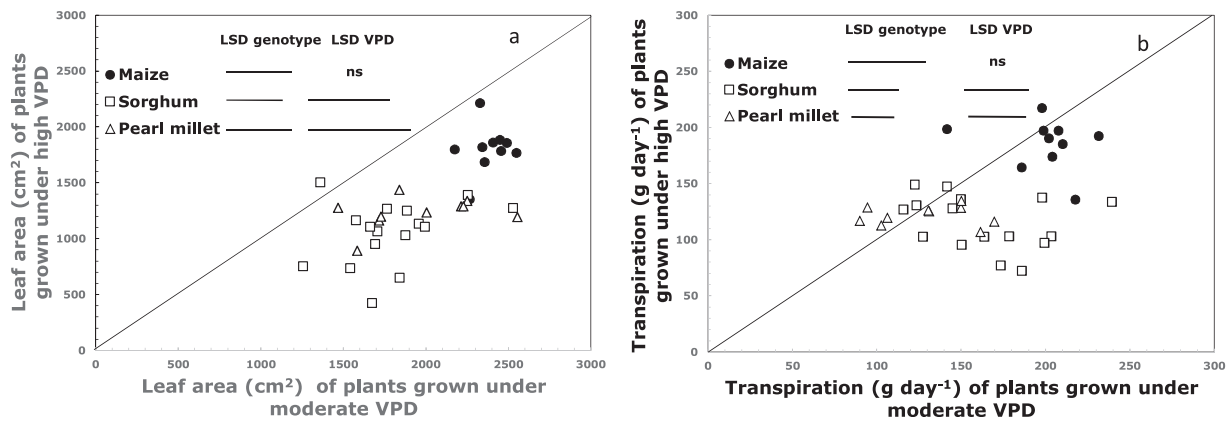 a
LSD genotype LSD VPD
Maize ns
Sorghum
Pearl millet
3000
2500
2000
1500
1000
500
0
0 500 1000 1500 2000 2500 3000
Leaf area (cm²) of plants
grown under high VPD
Leaf area (cm²) of plants grown under
moderate VPD
b
LSD genotype LSD VPD
Maize ns
Sorghum
Pearl millet
300
250
200
150
100
50
0
0 50 100 150 200 250 300
Transpiration (g day⁻¹) of plants
grown under high VPD
Transpiration (g day⁻¹) of plants grown under
moderate VPD